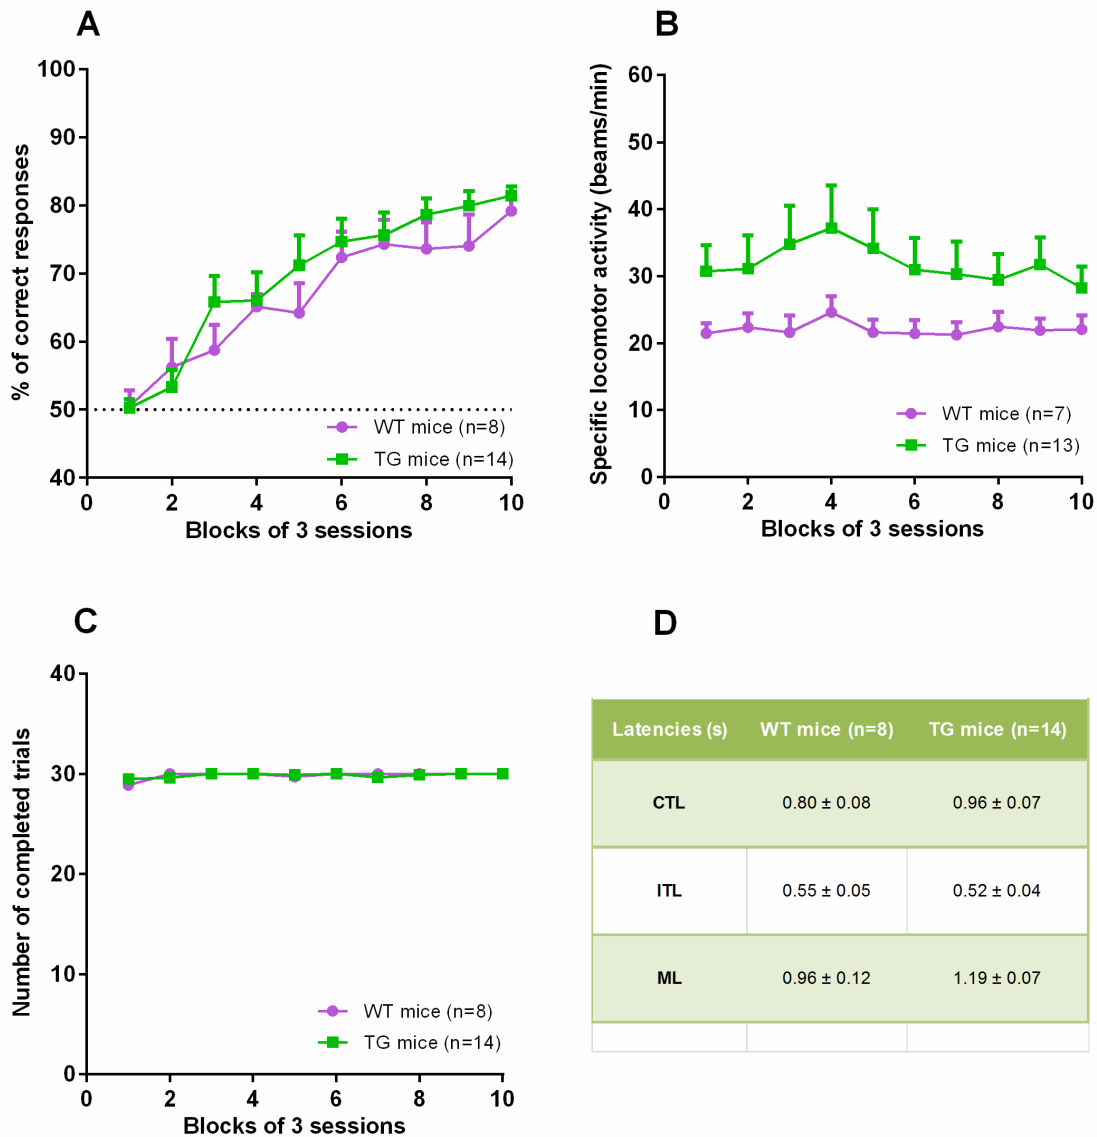 A
100
90
80
70
60
50
40
0
2
4
6
8
10
% of correct responses
Blocks of 3 sessions
WT mice (n=8)
TG mice (n=14)
B
60
50
40
30
20
10
0
0
2
4
6
8
10
Specific locomotor activity (beams/min)
Blocks of 3 sessions
WT mice (n=7)
TG mice (n=13)
C
40
30
20
10
0
0
2
4
6
8
10
Number of completed trials
Blocks of 3 sessions
WT mice (n=8)
TG mice (n=14)
D
Latencies (s) WT mice (n=8) TG mice (n=14)
CTL 0.80 ± 0.08 0.96 ± 0.07
ITL 0.55 ± 0.05 0.52 ± 0.04
ML 0.96 ± 0.12 1.19 ± 0.07